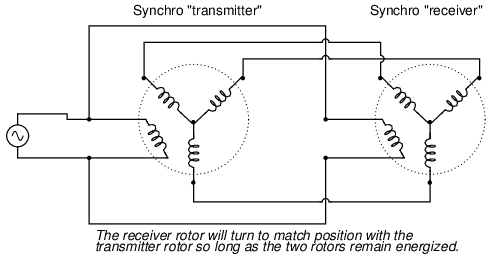 Synchro "transmitter"
Synchro "receiver"
The receiver rotor will turn to match position with the
transmitter rotor so long as the two rotors remain energized.